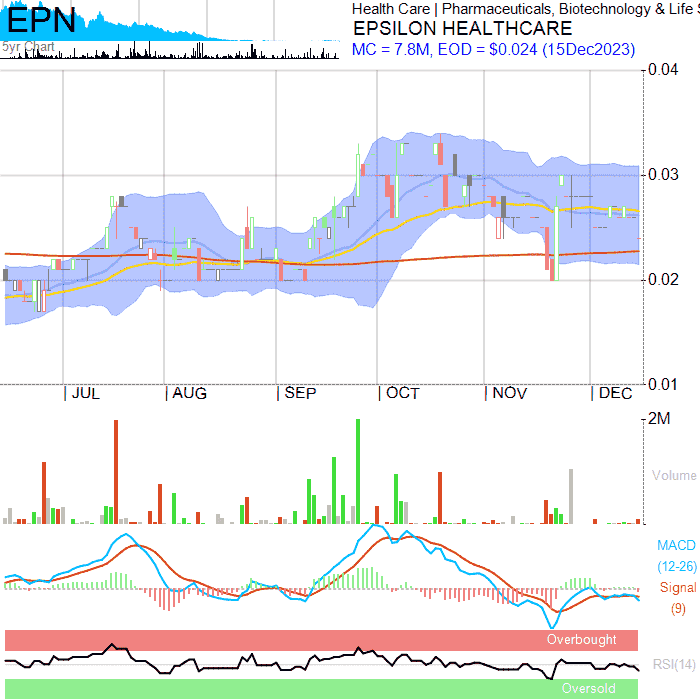 EPN
5yr Chart
Health Care | Pharmaceuticals, Biotechnology & Life S
EPSILON HEALTHCARE
MC = 7.8M, EOD = $0.024 (15Dec2023)
0.04
0.03
0.02
0.01
JUL AUG SEP OCT NOV DEC
2M
Volume
MACD
(12-26)
Signal
(9)
Overbought
RSI(14)
Oversold